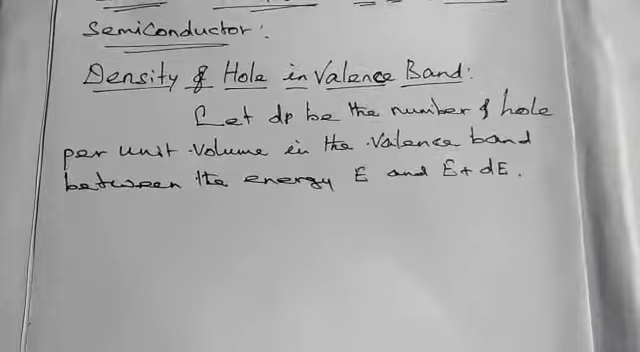 Semiconductor:
Density of Hole in Valence Band:
Let dp be the number of hole
per unit volume in the valence band
between the energy E and E+dE.